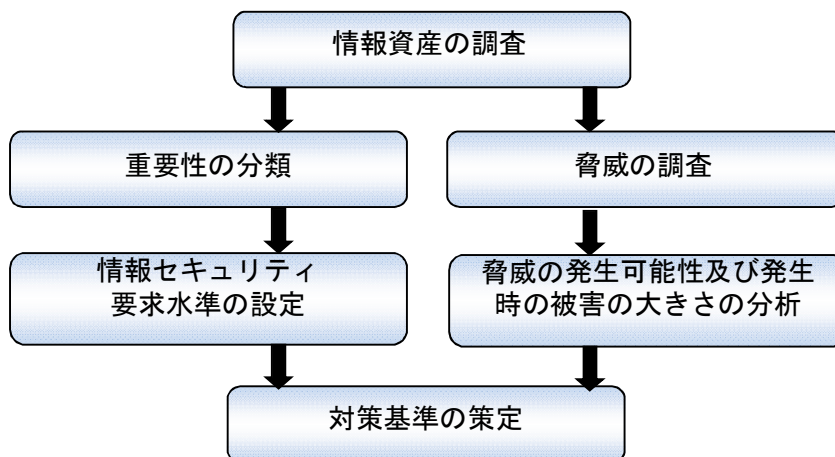 情報資産の調査
重要性の分類
脅威の調査
情報セキュリティ
要求水準の設定
脅威の発生可能性及び発生
時の被害の大きさの分析
対策基準の策定